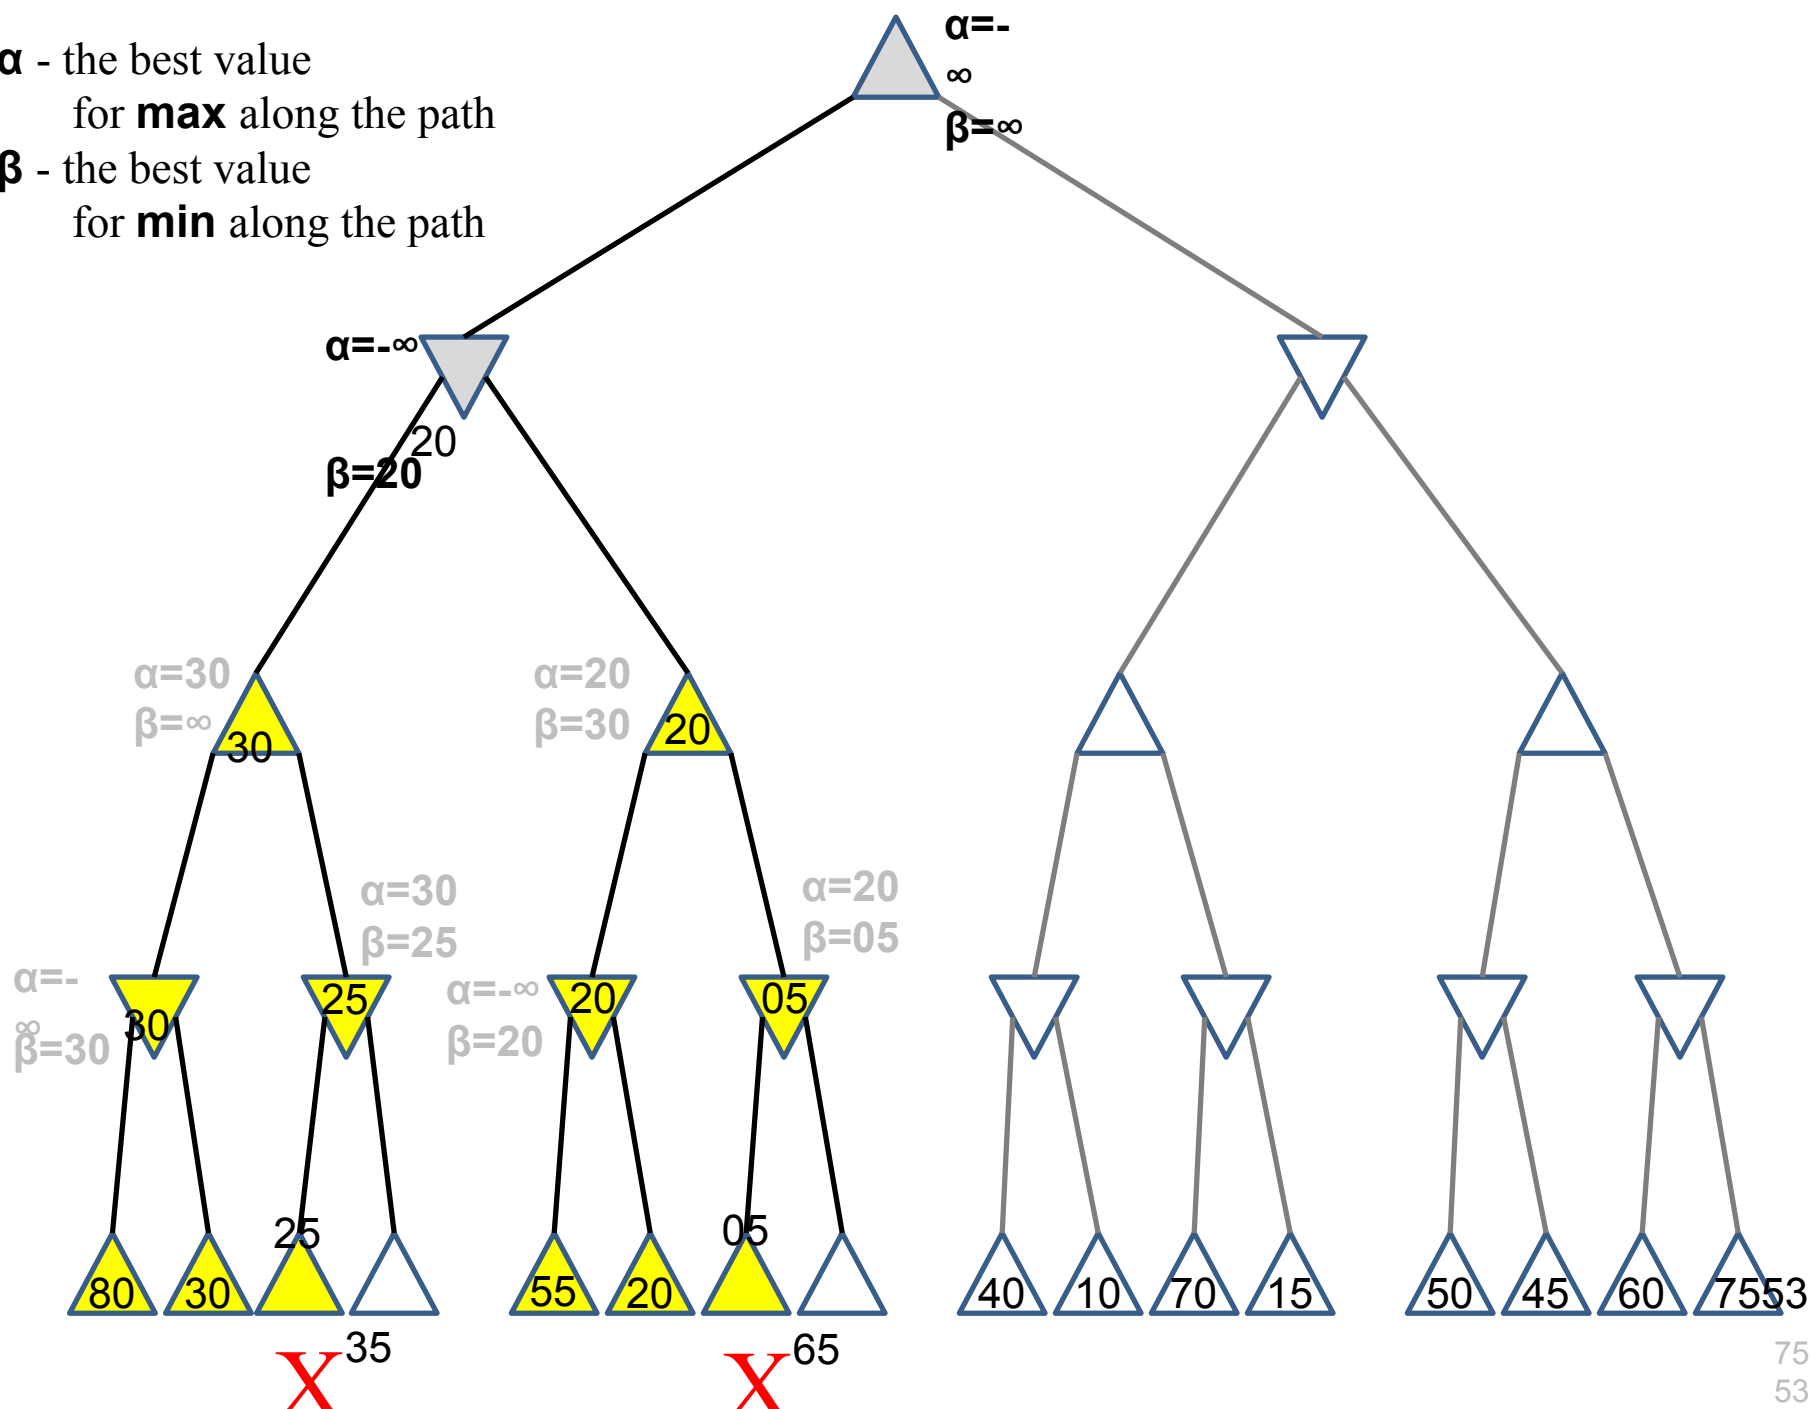 α - the best value
for max along the path
β - the best value
for min along the path
α=-
∞
β=∞
α=-∞
20
β=20
α=30
β=∞
30
α=20
β=30
20
α=30
β=25
α=20
β=05
α=-
∞
β=30
30
25
α=-∞
β=20
20
05
25
05
80
30
55
20
40
10
70
15
50
45
60
7553
X
35
X
65
75
53